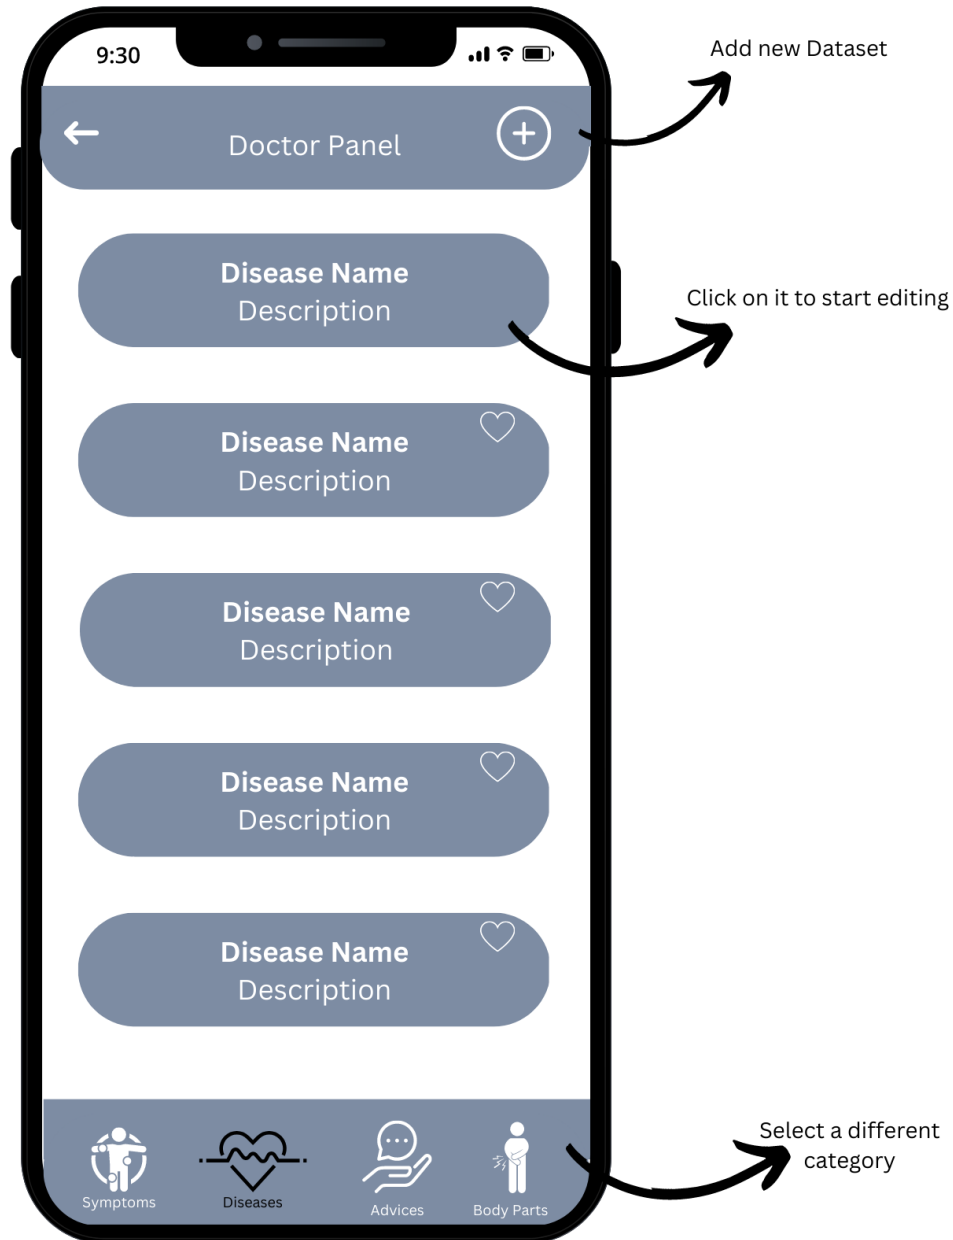 9:30
Add new Dataset
Doctor Panel
Disease Name
Description
Click on it to start editing
Disease Name
Description
Disease Name
Description
Disease Name
Description
Disease Name
Description
Select a different
category
Symptoms
Diseases
Advices
Body Parts